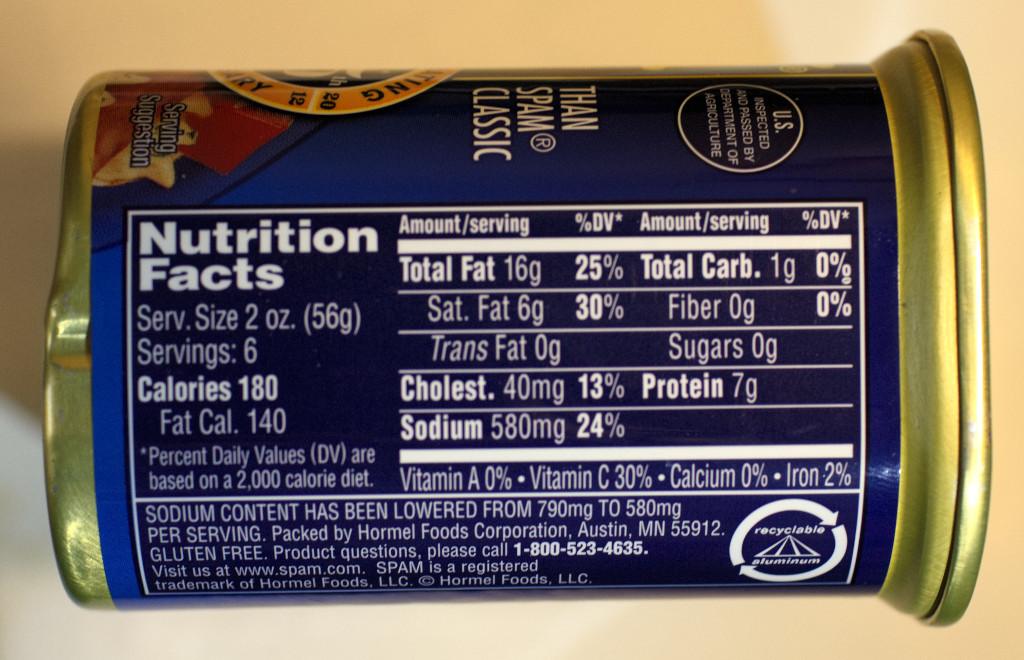 Serving
Suggestion
THAN
SPAM®
CLASSIC
U.S.
INSPECTED
AND PASSED BY
DEPARTMENT OF
AGRICULTURE
Nutrition
Facts
Serv. Size 2 oz. (56g)
Servings: 6
Calories 180
Fat Cal. 140
*Percent Daily Values (DV) are
based on a 2,000 calorie diet.
Amount/serving %DV* Amount/serving %DV*
Total Fat 16g 25% Total Carb. 1g 0%
Sat. Fat 6g 30% Fiber 0g 0%
Trans Fat 0g Sugars 0g
Cholest. 40mg 13% Protein 7g
Sodium 580mg 24%
Vitamin A 0% • Vitamin C 30% • Calcium 0% • Iron 2%
SODIUM CONTENT HAS BEEN LOWERED FROM 790mg TO 580mg
PER SERVING. Packed by Hormel Foods Corporation, Austin, MN 55912.
GLUTEN FREE. Product questions, please call 1-800-523-4635.
Visit us at www.spam.com. SPAM is a registered
trademark of Hormel Foods, LLC. © Hormel Foods, LLC.
recyclable
aluminum